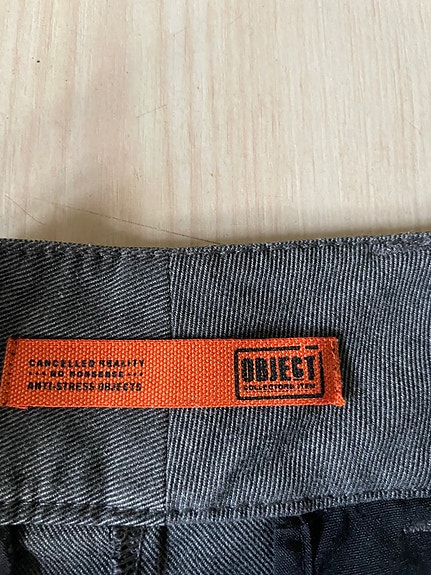 CANCELLED REALITY
NO NONSENSE
ANTI-STRESS OBJECTS
OBJECT
COLLECTORS ITEM